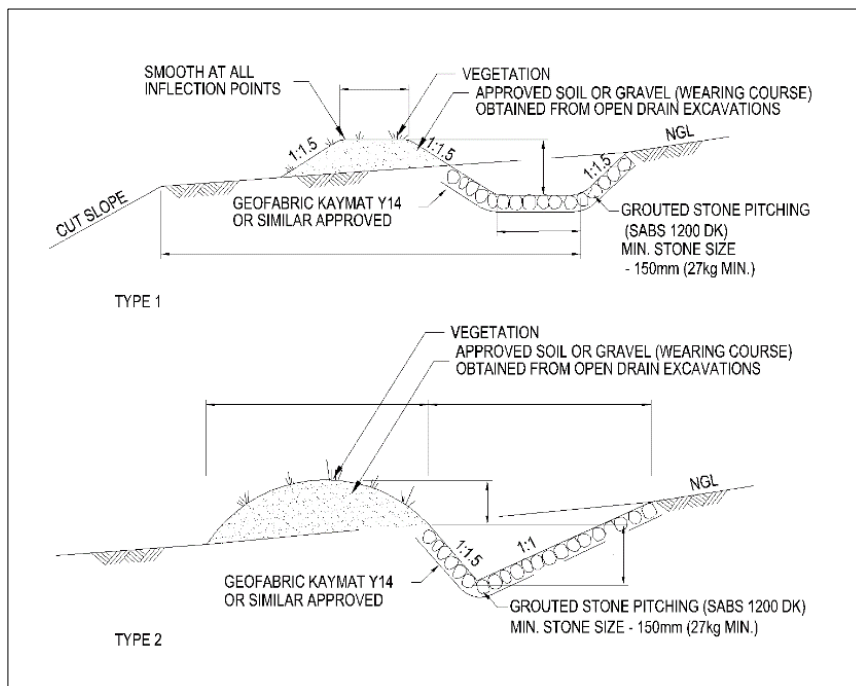 SMOOTH AT ALL
INFLECTION POINTS
VEGETATION
APPROVED SOIL OR GRAVEL (WEARING COURSE)
OBTAINED FROM OPEN DRAIN EXCAVATIONS
NGL
1:1.5
1:1.5
1:1.5
CUT SLOPE
GEOFABRIC KAYMAT Y14
OR SIMILAR APPROVED
GROUTED STONE PITCHING
(SABS 1200 DK)
MIN. STONE SIZE
- 150mm (27kg MIN.)
TYPE 1
VEGETATION
APPROVED SOIL OR GRAVEL (WEARING COURSE)
OBTAINED FROM OPEN DRAIN EXCAVATIONS
NGL
1:1.5
1:1
GEOFABRIC KAYMAT Y14
OR SIMILAR APPROVED
GROUTED STONE PITCHING (SABS 1200 DK)
MIN. STONE SIZE - 150mm (27kg MIN.)
TYPE 2